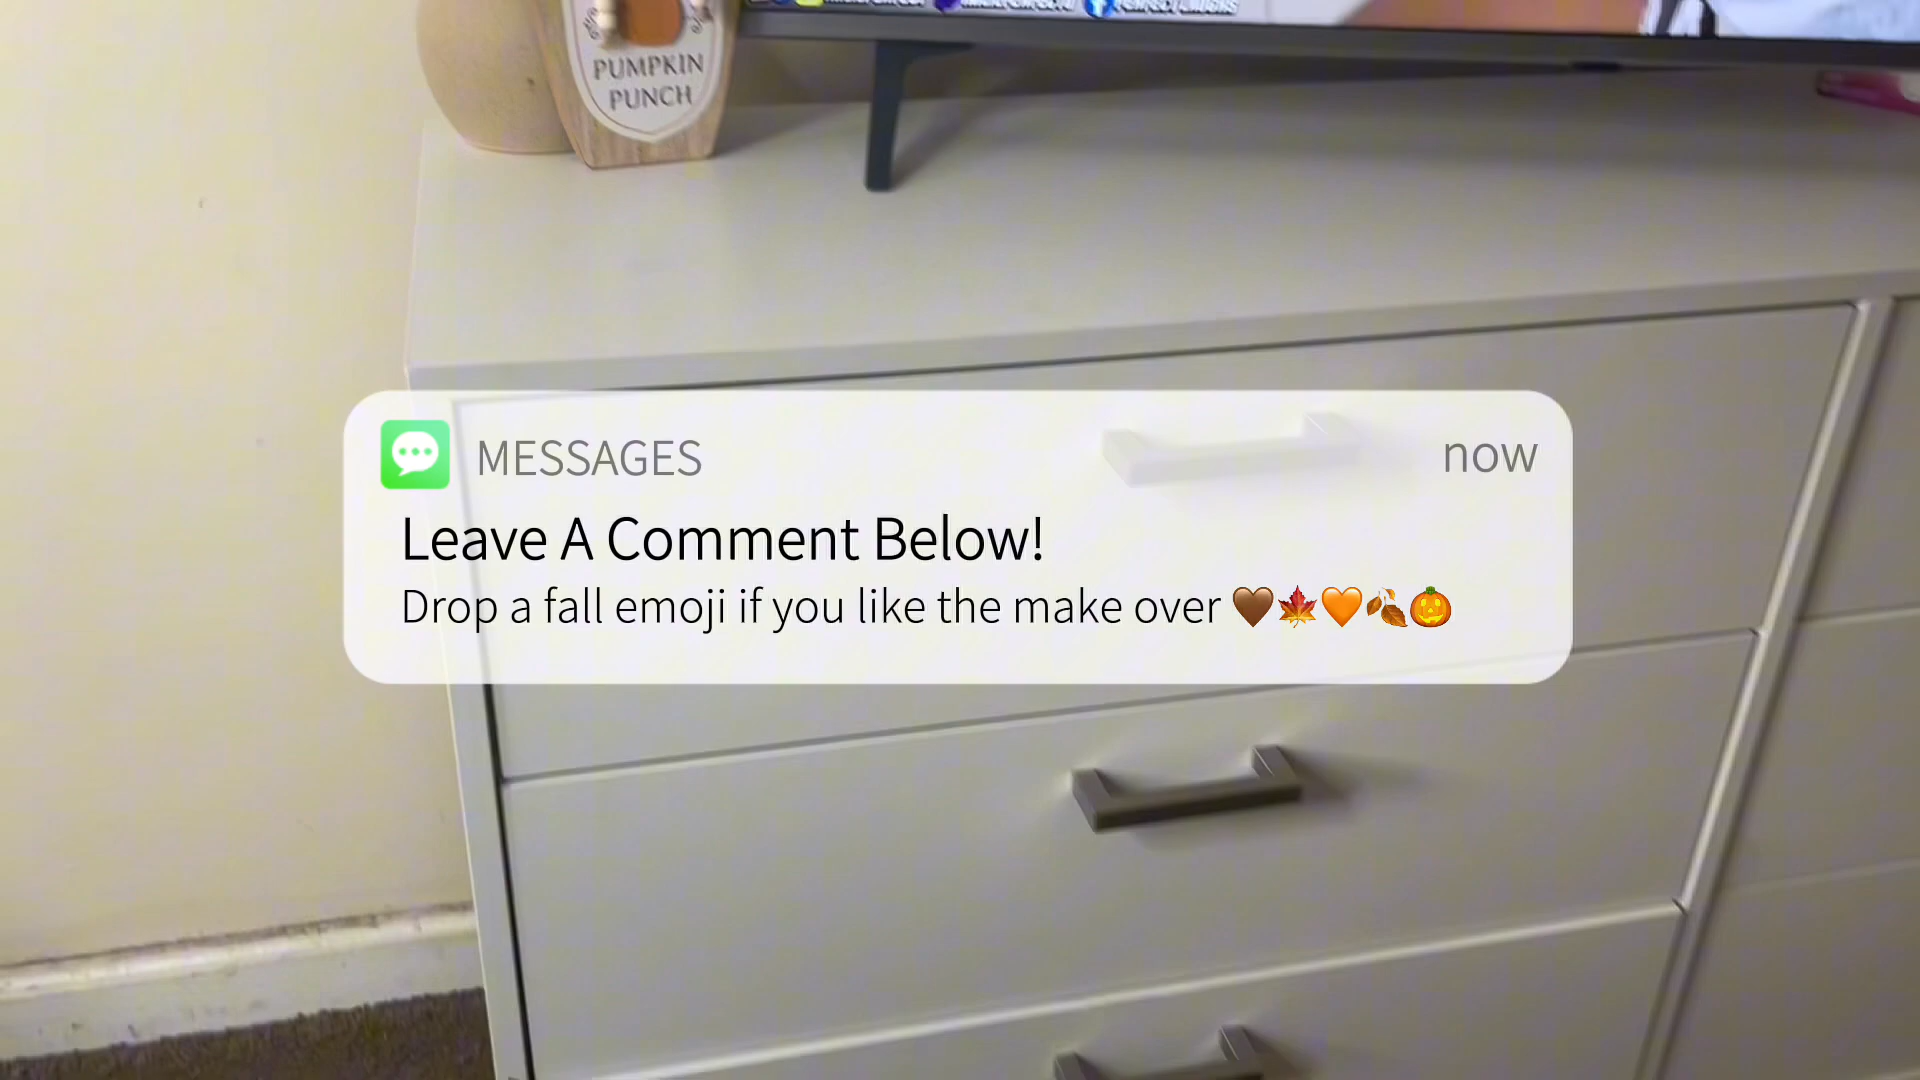 PUMPKIN
PUNCH
MESSAGES
now
Leave A Comment Below!
Drop a fall emoji if you like the make over 🤎🍁🧡🍂🎃